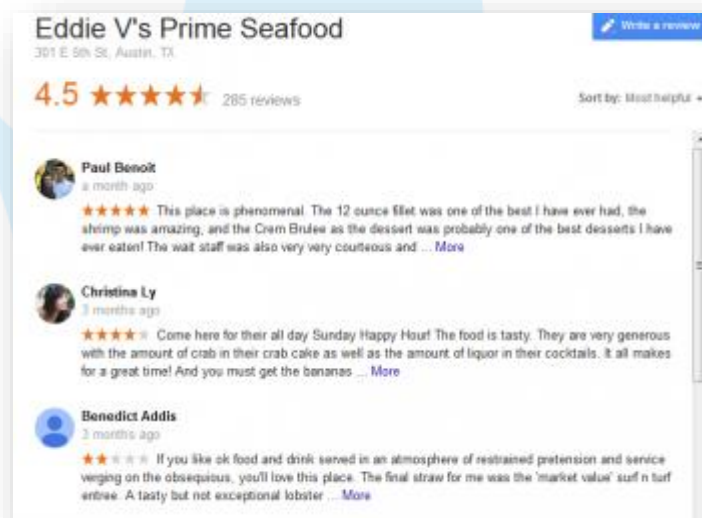 Eddie V's Prime Seafood
Write a review
301 E 5th St, Austin, TX
4.5 285 reviews
Sort by: Most helpful
Paul Benoit
a month ago
This place is phenomenal. The 12 ounce fillet was one of the best I have ever had, the
shrimp was amazing, and the Crem Brulee as the dessert was probably one of the best desserts I have
ever eaten! The wait staff was also very very courteous and ... More
Christina Ly
3 months ago
Come here for their all day Sunday Happy Hour! The food is tasty. They are very generous
with the amount of crab in their crab cake as well as the amount of liquor in their cocktails. It all makes
for a great time! And you must get the bananas ... More
Benedict Addis
3 months ago
If you like ok food and drink served in an atmosphere of restrained pretension and service
verging on the obsequious, you'll love this place. The final straw for me was the 'market value' surf n turf
entree. A tasty but not exceptional lobster ... More